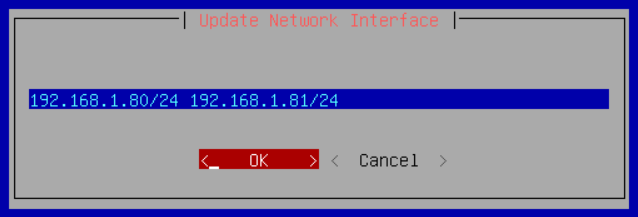 Update Network Interface
192.168.1.80/24 192.168.1.81/24
<_ OK > < Cancel >